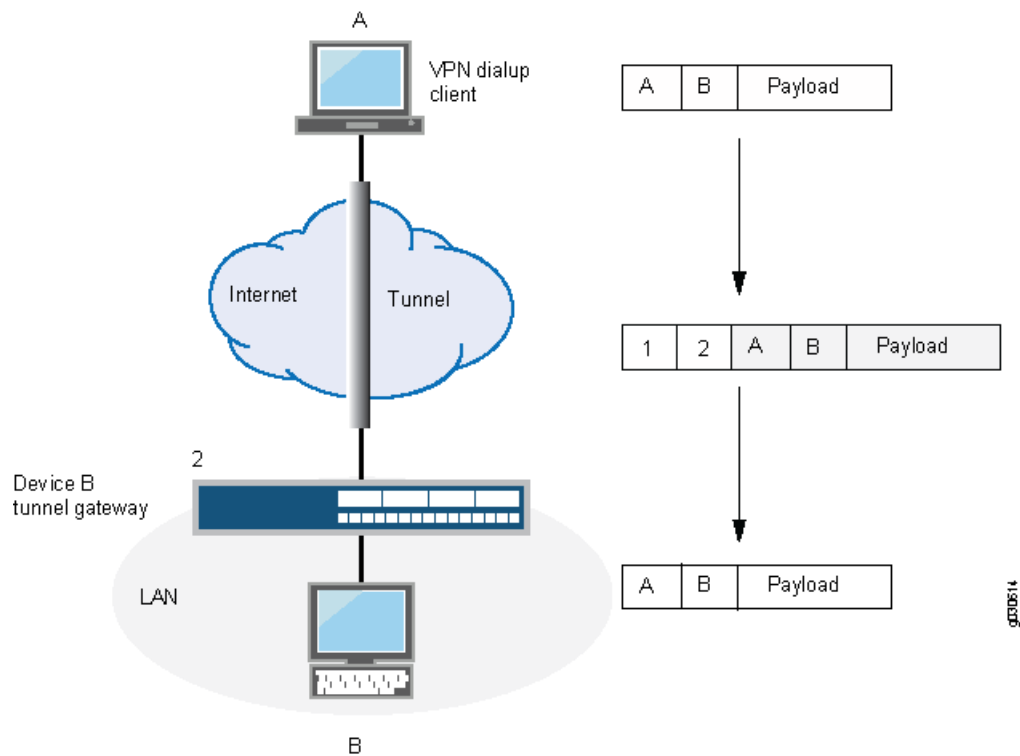 A
VPN dialup
client
A B Payload
Internet
Tunnel
1 2 A B Payload
2
Device B
tunnel gateway
LAN
A B Payload
B
g030614